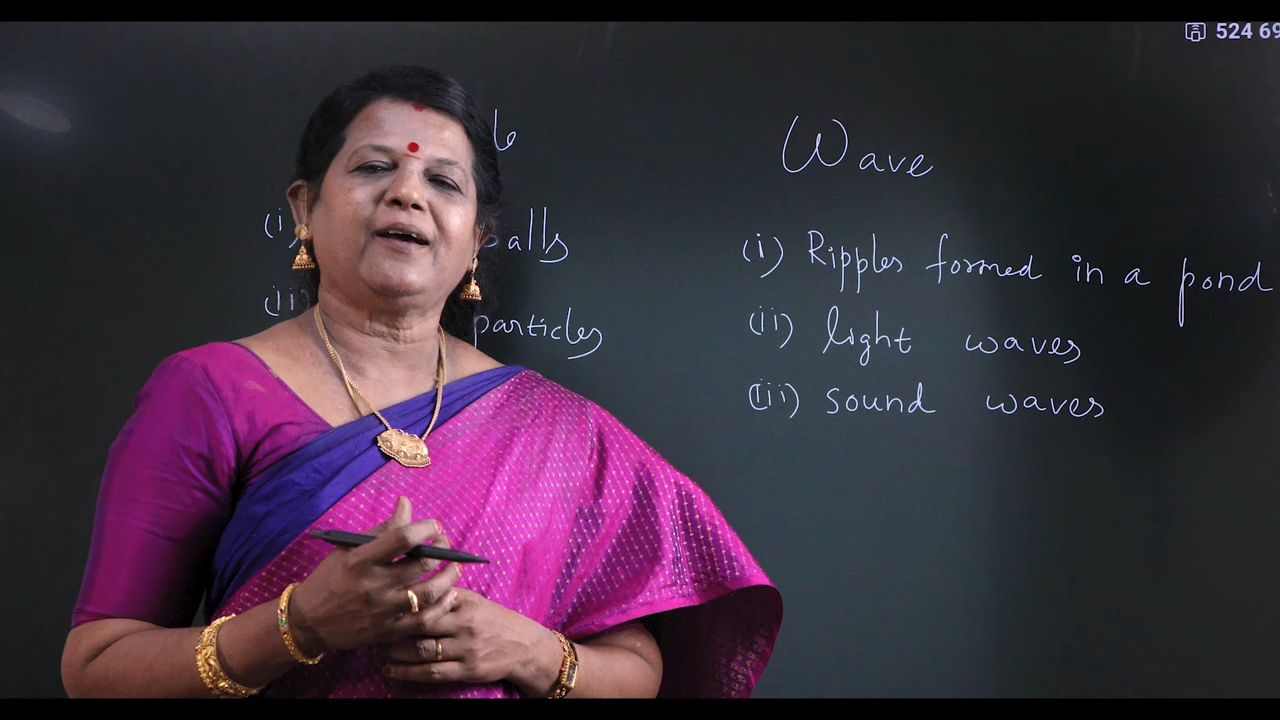 524 69
Wave
(i) alls
(ii particles
(i) Ripples formed in a pond
(ii) light waves
(iii) sound waves